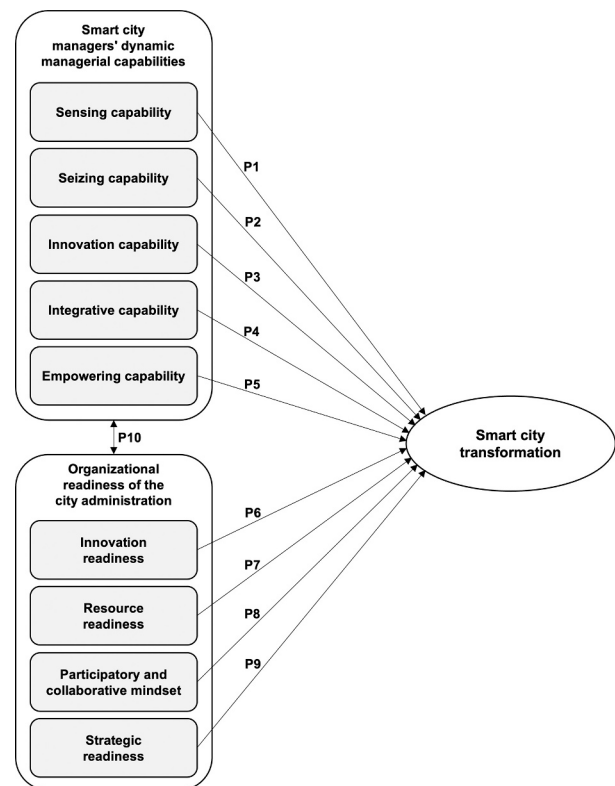 Smart city
managers' dynamic
managerial capabilities
Sensing capability
P1
Seizing capability
P2
Innovation capability
P3
Integrative capability
P4
Empowering capability
P5
Smart city
transformation
P10
Organizational
readiness of the
city administration
Innovation
readiness
P6
Resource
readiness
P7
Participatory and
collaborative mindset
P8
Strategic
readiness
P9